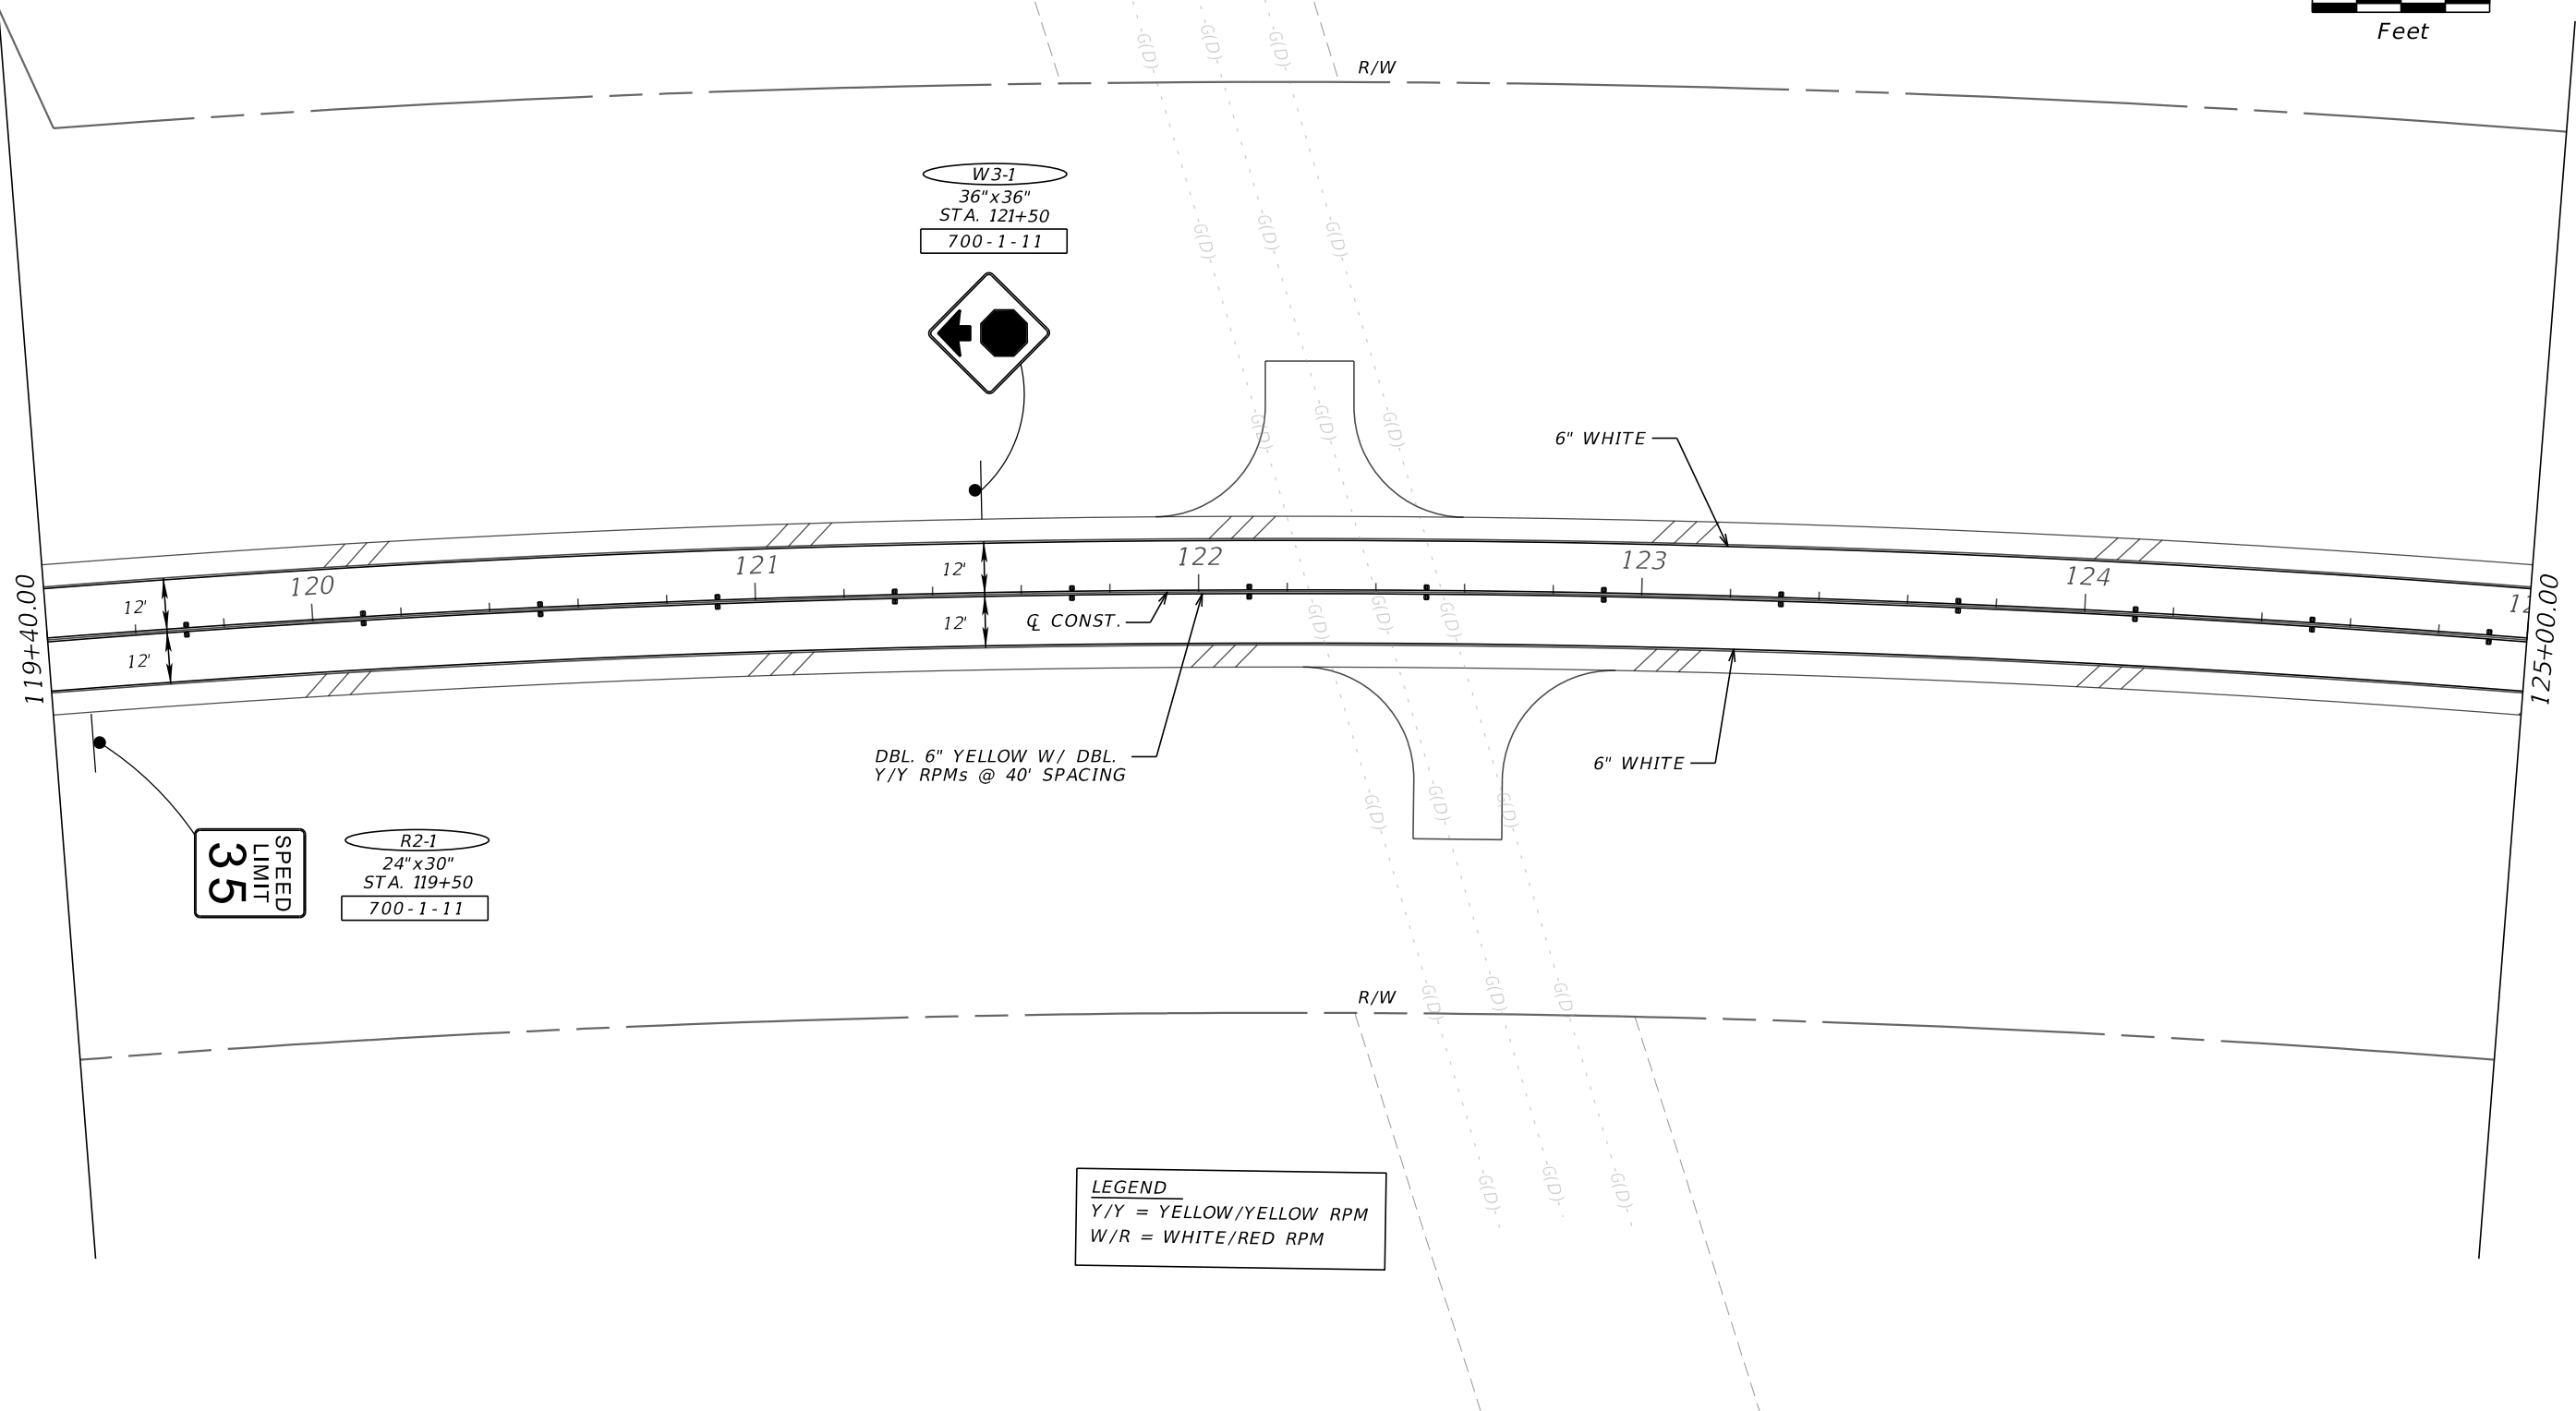 Feet
R/W
W3-1
36"x36"
STA. 121+50
700-1-11
6" WHITE
119+40.00
120
121
122
123
124
12
125+00.00
12'
12'
12'
12'
℄ CONST.
DBL. 6" YELLOW W/ DBL.
Y/Y RPMs @ 40' SPACING
6" WHITE
SPEED
LIMIT
35
R2-1
24"x30"
STA. 119+50
700-1-11
R/W
LEGEND
Y/Y = YELLOW/YELLOW RPM
W/R = WHITE/RED RPM
G(D) G(D) G(D)
G(D) G(D) G(D)
G(D) G(D) G(D)
G(D) G(D) G(D)
G(D) G(D) G(D)
G(D) G(D) G(D)
G(D) G(D) G(D)